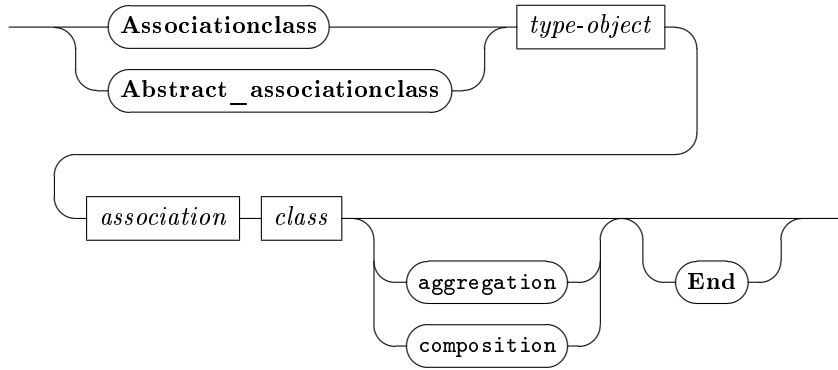 Associationclass type-object
Abstract_associationclass
association class
aggregation End
composition